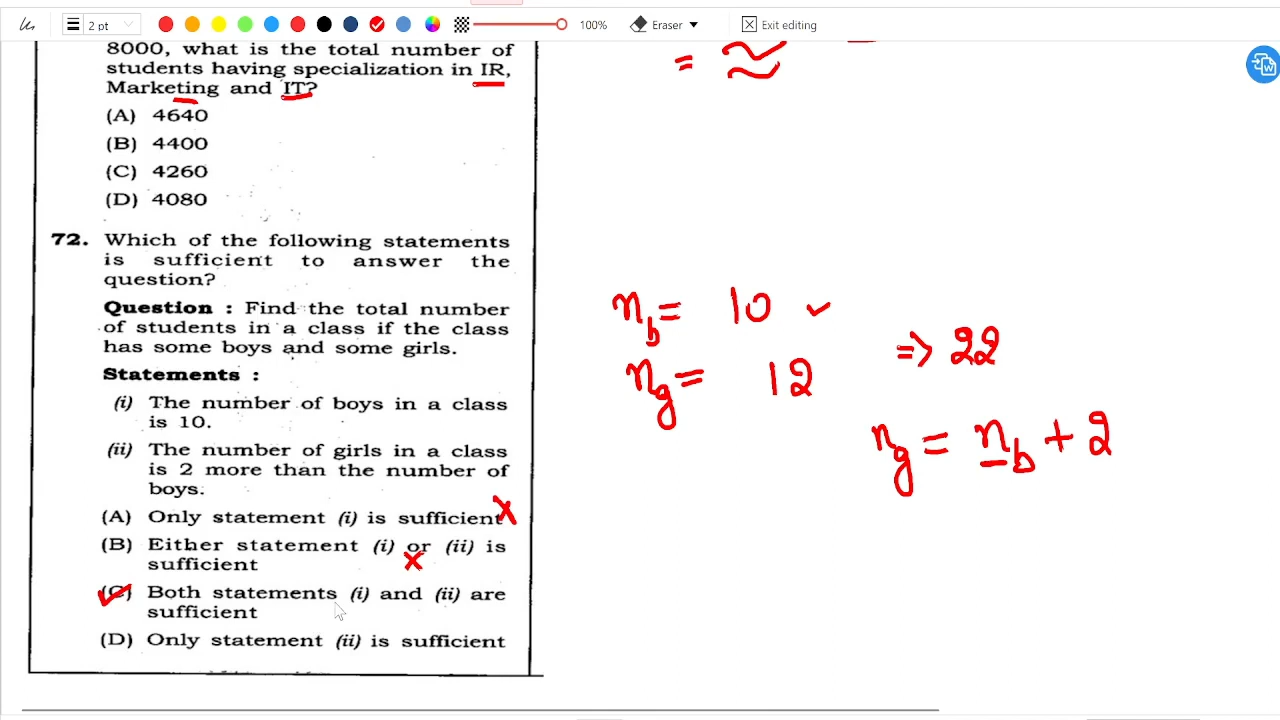 2 pt
100%
Eraser
Exit editing
8000, what is the total number of
students having specialization in IR,
Marketing and IT?
(A) 4640
(B) 4400
(C) 4260
(D) 4080
72. Which of the following statements
is sufficient to answer the
question?
Question : Find the total number
of students in a class if the class
has some boys and some girls.
Statements :
(i) The number of boys in a class
is 10.
(ii) The number of girls in a class
is 2 more than the number of
boys.
(A) Only statement (i) is sufficient
(B) Either statement (i) or (ii) is
sufficient
(C) Both statements (i) and (ii) are
sufficient
(D) Only statement (ii) is sufficient
=
n_b = 10
n_g = 12
=> 22
n_g = n_b + 2